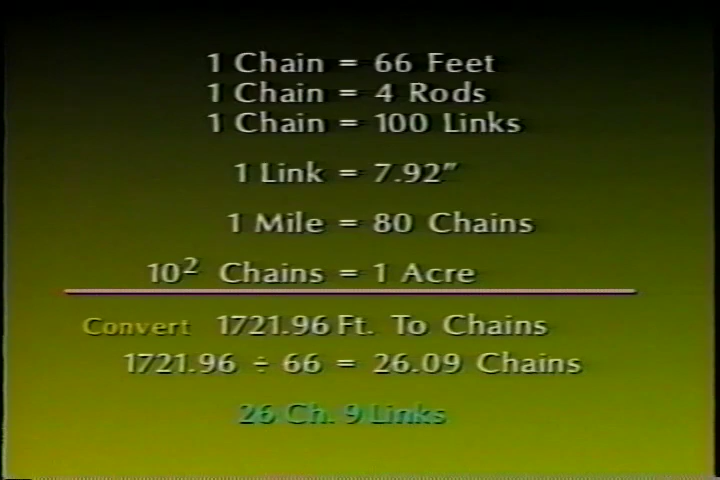 1 Chain = 66 Feet
1 Chain = 4 Rods
1 Chain = 100 Links
1 Link = 7.92″
1 Mile = 80 Chains
10² Chains = 1 Acre
Convert 1721.96 Ft. To Chains
1721.96 ÷ 66 = 26.09 Chains
26 Ch. 9 Links